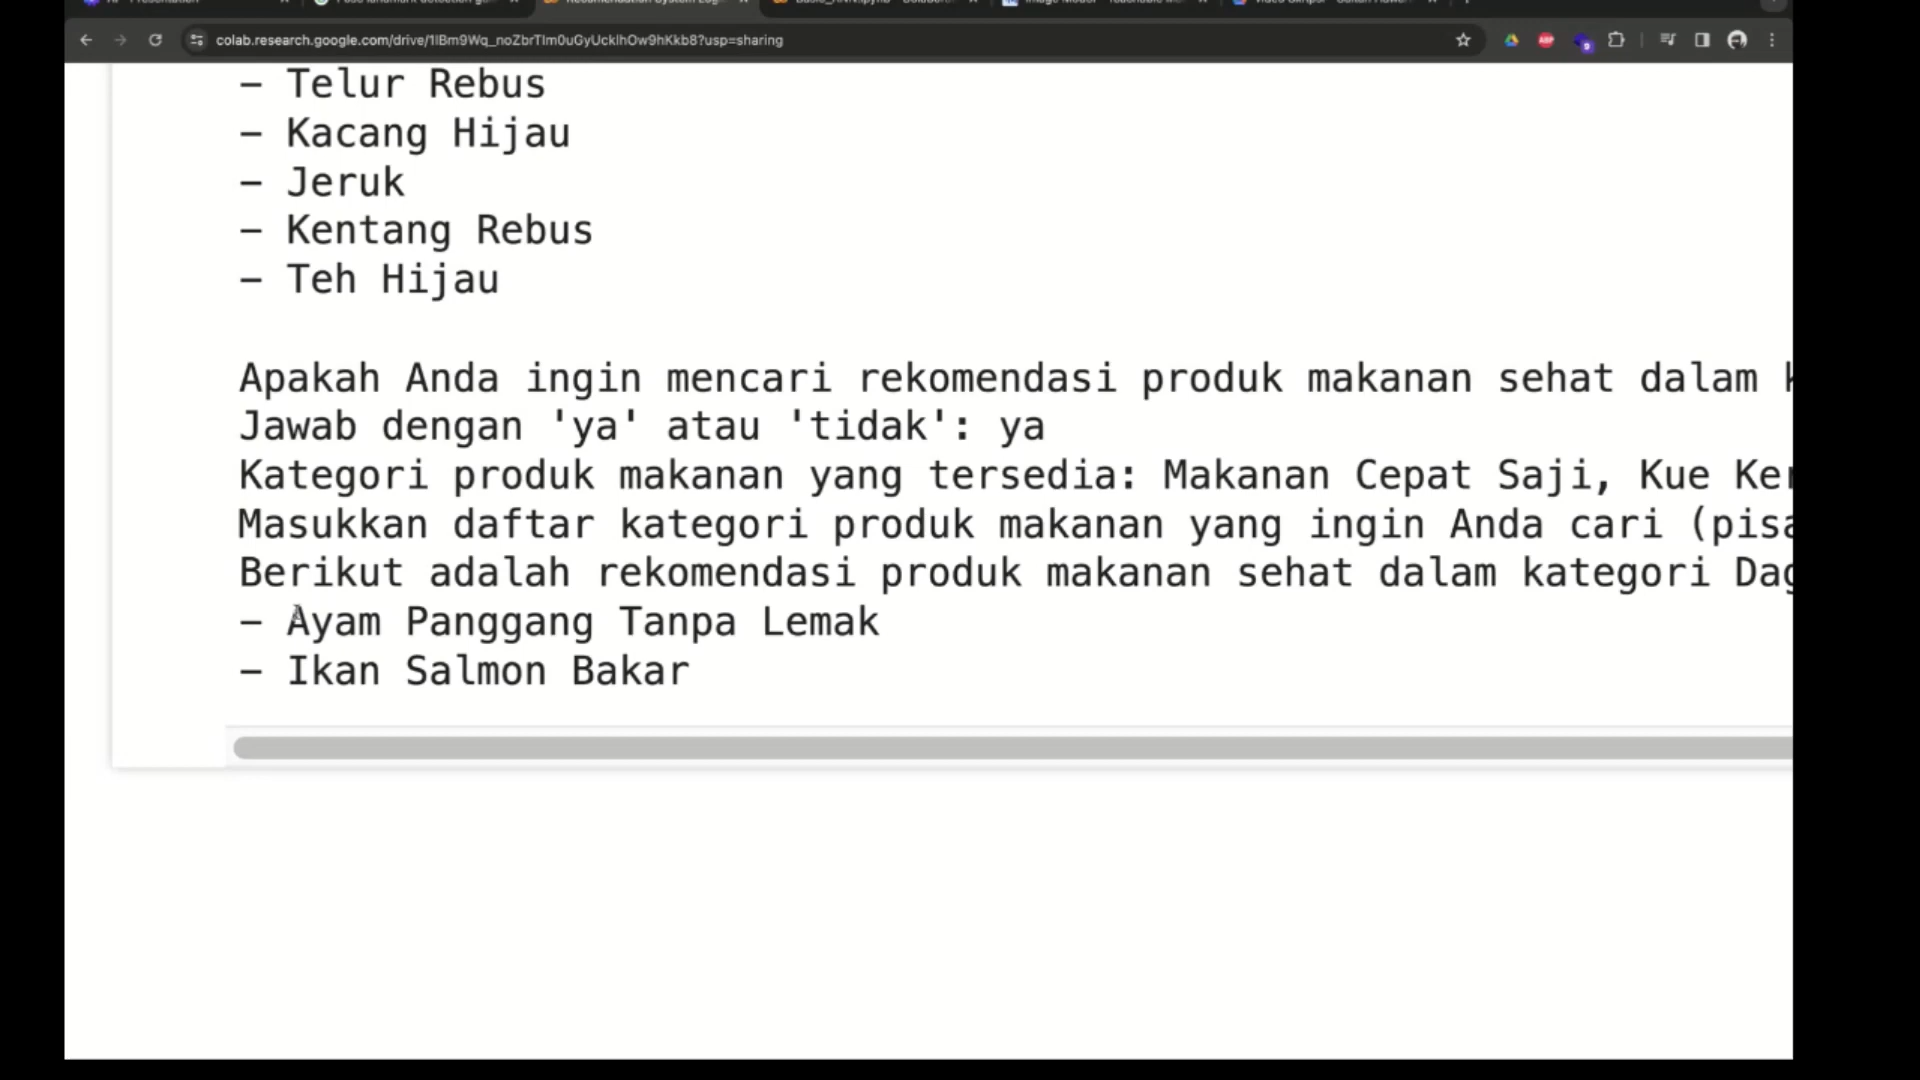 colab.research.google.com/drive/1IBm9Wq_noZbrTIm0uGyUckIhOw9hKkb8?usp=sharing
– Telur Rebus
– Kacang Hijau
– Jeruk
– Kentang Rebus
– Teh Hijau
Apakah Anda ingin mencari rekomendasi produk makanan sehat dalam
Jawab dengan 'ya' atau 'tidak': ya
Kategori produk makanan yang tersedia: Makanan Cepat Saji, Kue
Masukkan daftar kategori produk makanan yang ingin Anda cari
Berikut adalah rekomendasi produk makanan sehat dalam kategori
– Ayam Panggang Tanpa Lemak
– Ikan Salmon Bakar